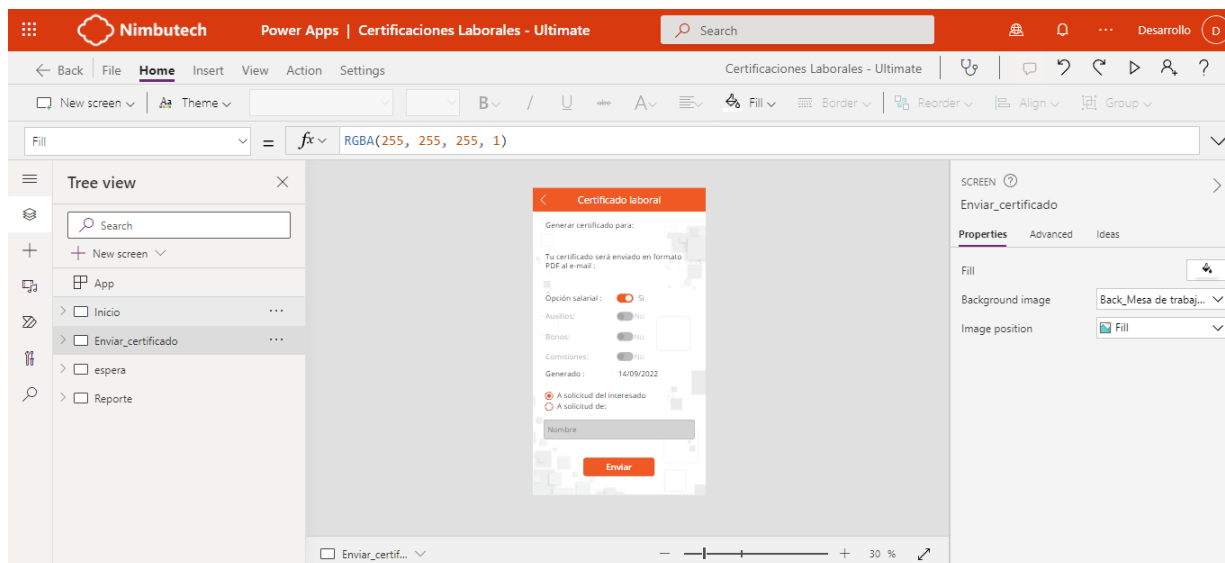 Nimbutech Power Apps | Certificaciones Laborales - Ultimate Search Desarrollo D
Back File Home Insert View Action Settings Certificaciones Laborales - Ultimate
New screen Theme B / U abc A Fill Border Reorder Align Group
Fill = fx RGBA(255, 255, 255, 1)
Tree view
Search
New screen
App
Inicio
Enviar_certificado
espera
Reporte
Certificado laboral
Generar certificado para:
Tu certificado será enviado en formato
PDF al e-mail :
Opción salarial : Si
Auxilios: No
Bonos: No
Comisiones: No
Generado : 14/09/2022
A solicitud del interesado
A solicitud de:
Nombre
Enviar
Enviar_certif... 30 %
SCREEN
Enviar_certificado
Properties Advanced Ideas
Fill
Background image Back_Mesa de trabaj...
Image position Fill